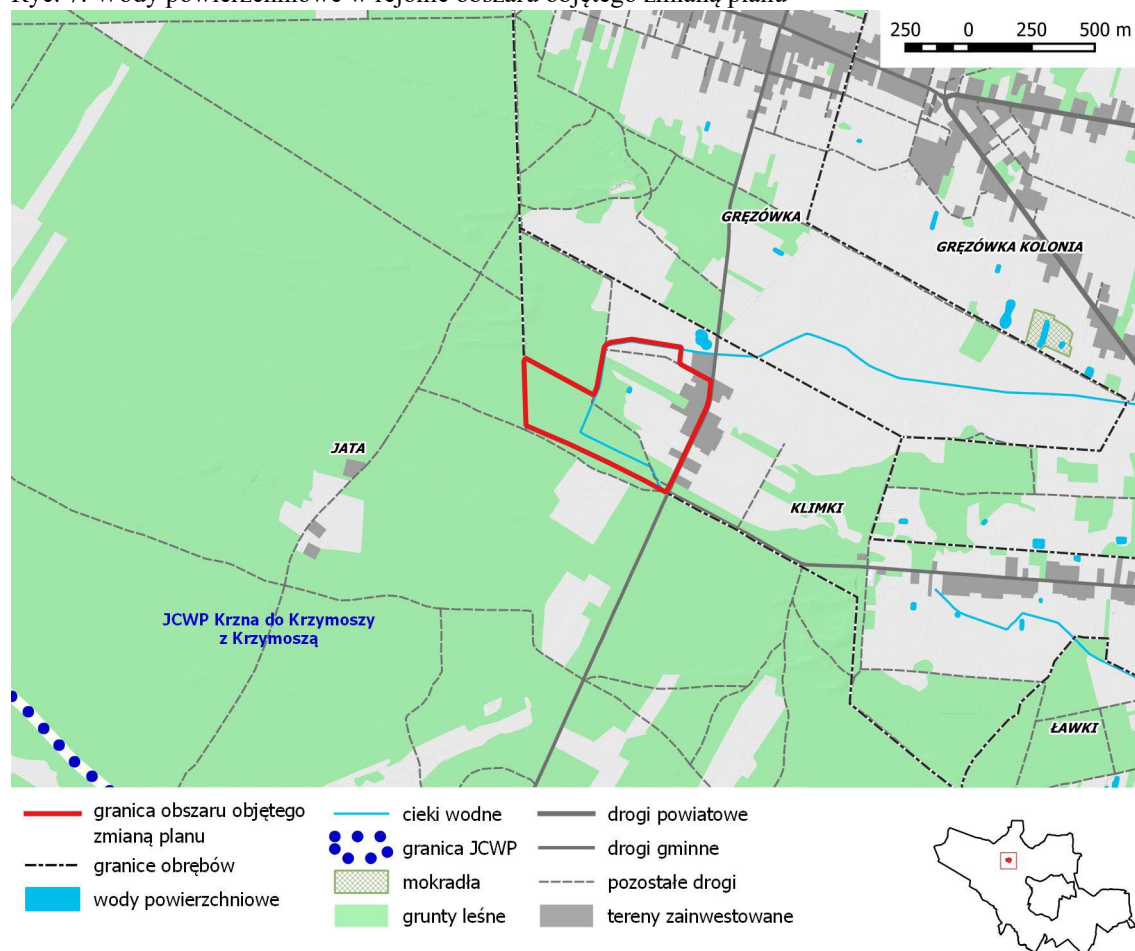 Ryc. 7. Wody powierzchniowe w rejonie obszaru objętego zmianą planu
250 0 250 500 m
GRĘZÓWKA
GRĘZÓWKA KOLONIA
JATA
KLIMKI
JCWP Krzna do Krzymoszy
z Krzymoszą
ŁAWKI
granica obszaru objętego
zmianą planu
granice obrębów
wody powierzchniowe
cieki wodne
granica JCWP
mokradła
grunty leśne
drogi powiatowe
drogi gminne
pozostałe drogi
tereny zainwestowane